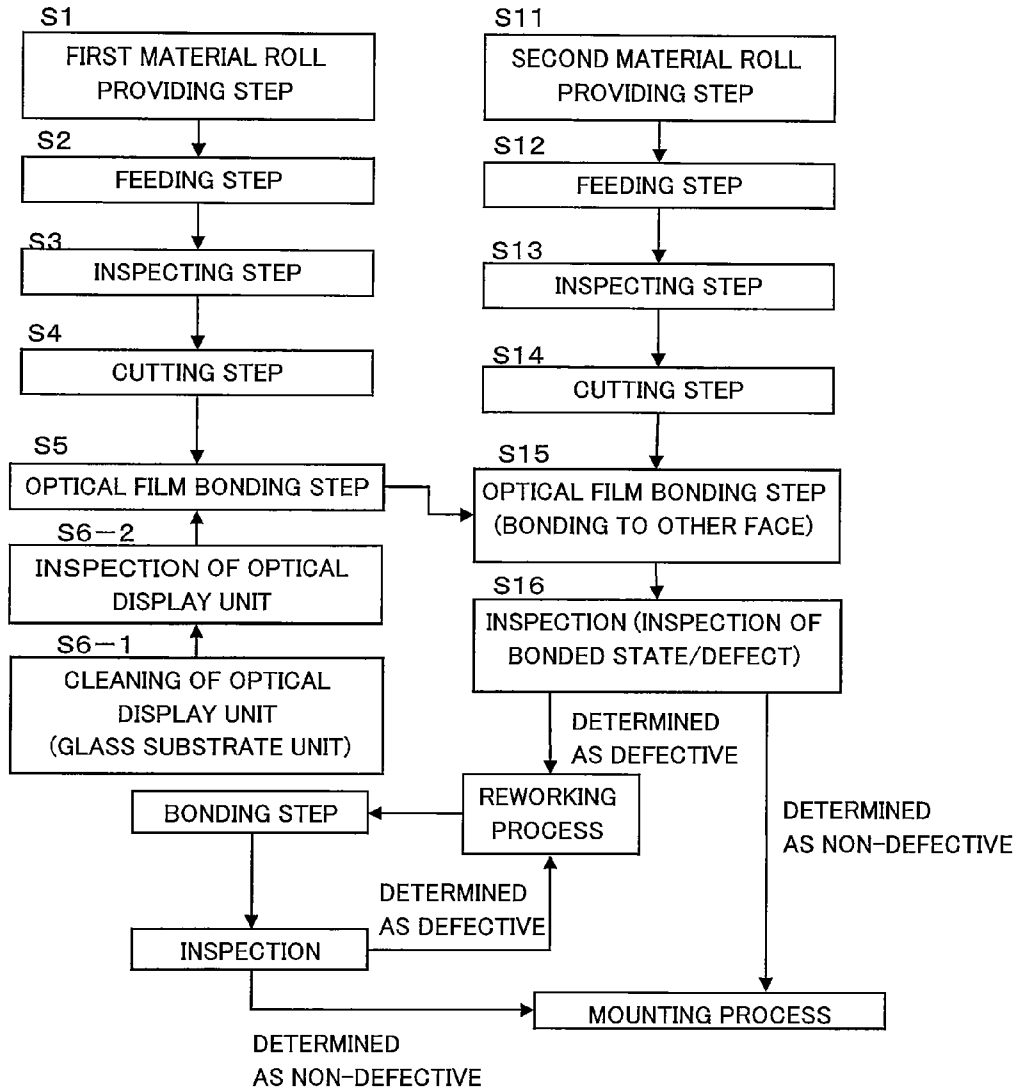 S1
FIRST MATERIAL ROLL
PROVIDING STEP
S2
FEEDING STEP
S3
INSPECTING STEP
S4
CUTTING STEP
S5
OPTICAL FILM BONDING STEP
S6-2
INSPECTION OF OPTICAL
DISPLAY UNIT
S6-1
CLEANING OF OPTICAL
DISPLAY UNIT
(GLASS SUBSTRATE UNIT)
S11
SECOND MATERIAL ROLL
PROVIDING STEP
S12
FEEDING STEP
S13
INSPECTING STEP
S14
CUTTING STEP
S15
OPTICAL FILM BONDING STEP
(BONDING TO OTHER FACE)
S16
INSPECTION (INSPECTION OF
BONDED STATE/DEFECT)
DETERMINED
AS DEFECTIVE
REWORKING
PROCESS
BONDING STEP
DETERMINED
AS NON-DEFECTIVE
DETERMINED
AS DEFECTIVE
INSPECTION
MOUNTING PROCESS
DETERMINED
AS NON-DEFECTIVE